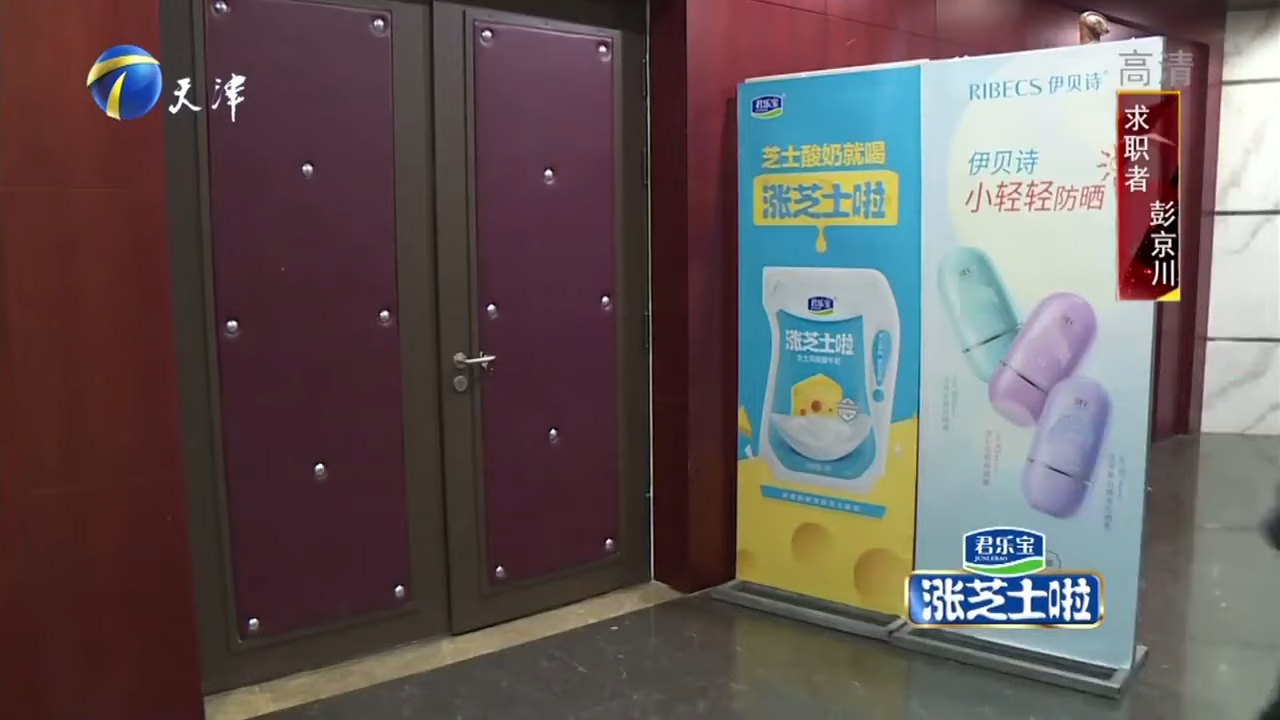 天津
高清
求职者
彭京川
君乐宝
芝士酸奶就喝
涨芝士啦
君乐宝
涨芝士啦
RIBECS 伊贝诗
伊贝诗
小轻轻防晒
君乐宝
JUNLEBAO
涨芝士啦